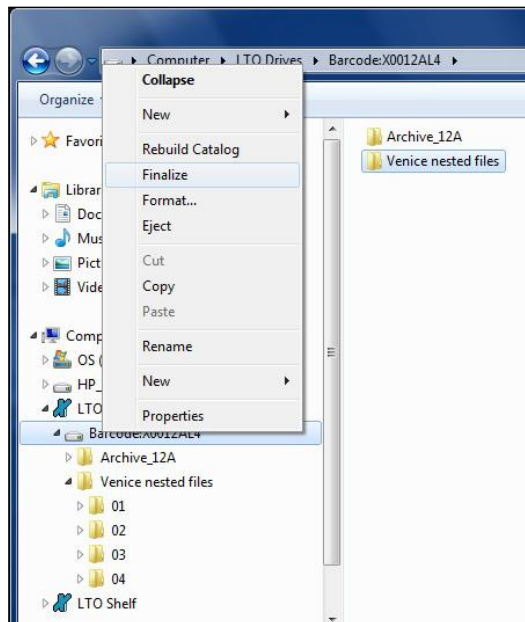 Computer ▸ LTO Drives ▸ Barcode:X0012AL4 ▸
Organize
Favori
Librar
Doc
Mus
Pict
Vide
Comp
OS (
HP_
LTO
Barcode:X0012AL4
Archive_12A
Venice nested files
01
02
03
04
LTO Shelf
Collapse
New
Rebuild Catalog
Finalize
Format...
Eject
Cut
Copy
Paste
Rename
New
Properties
Archive_12A
Venice nested files